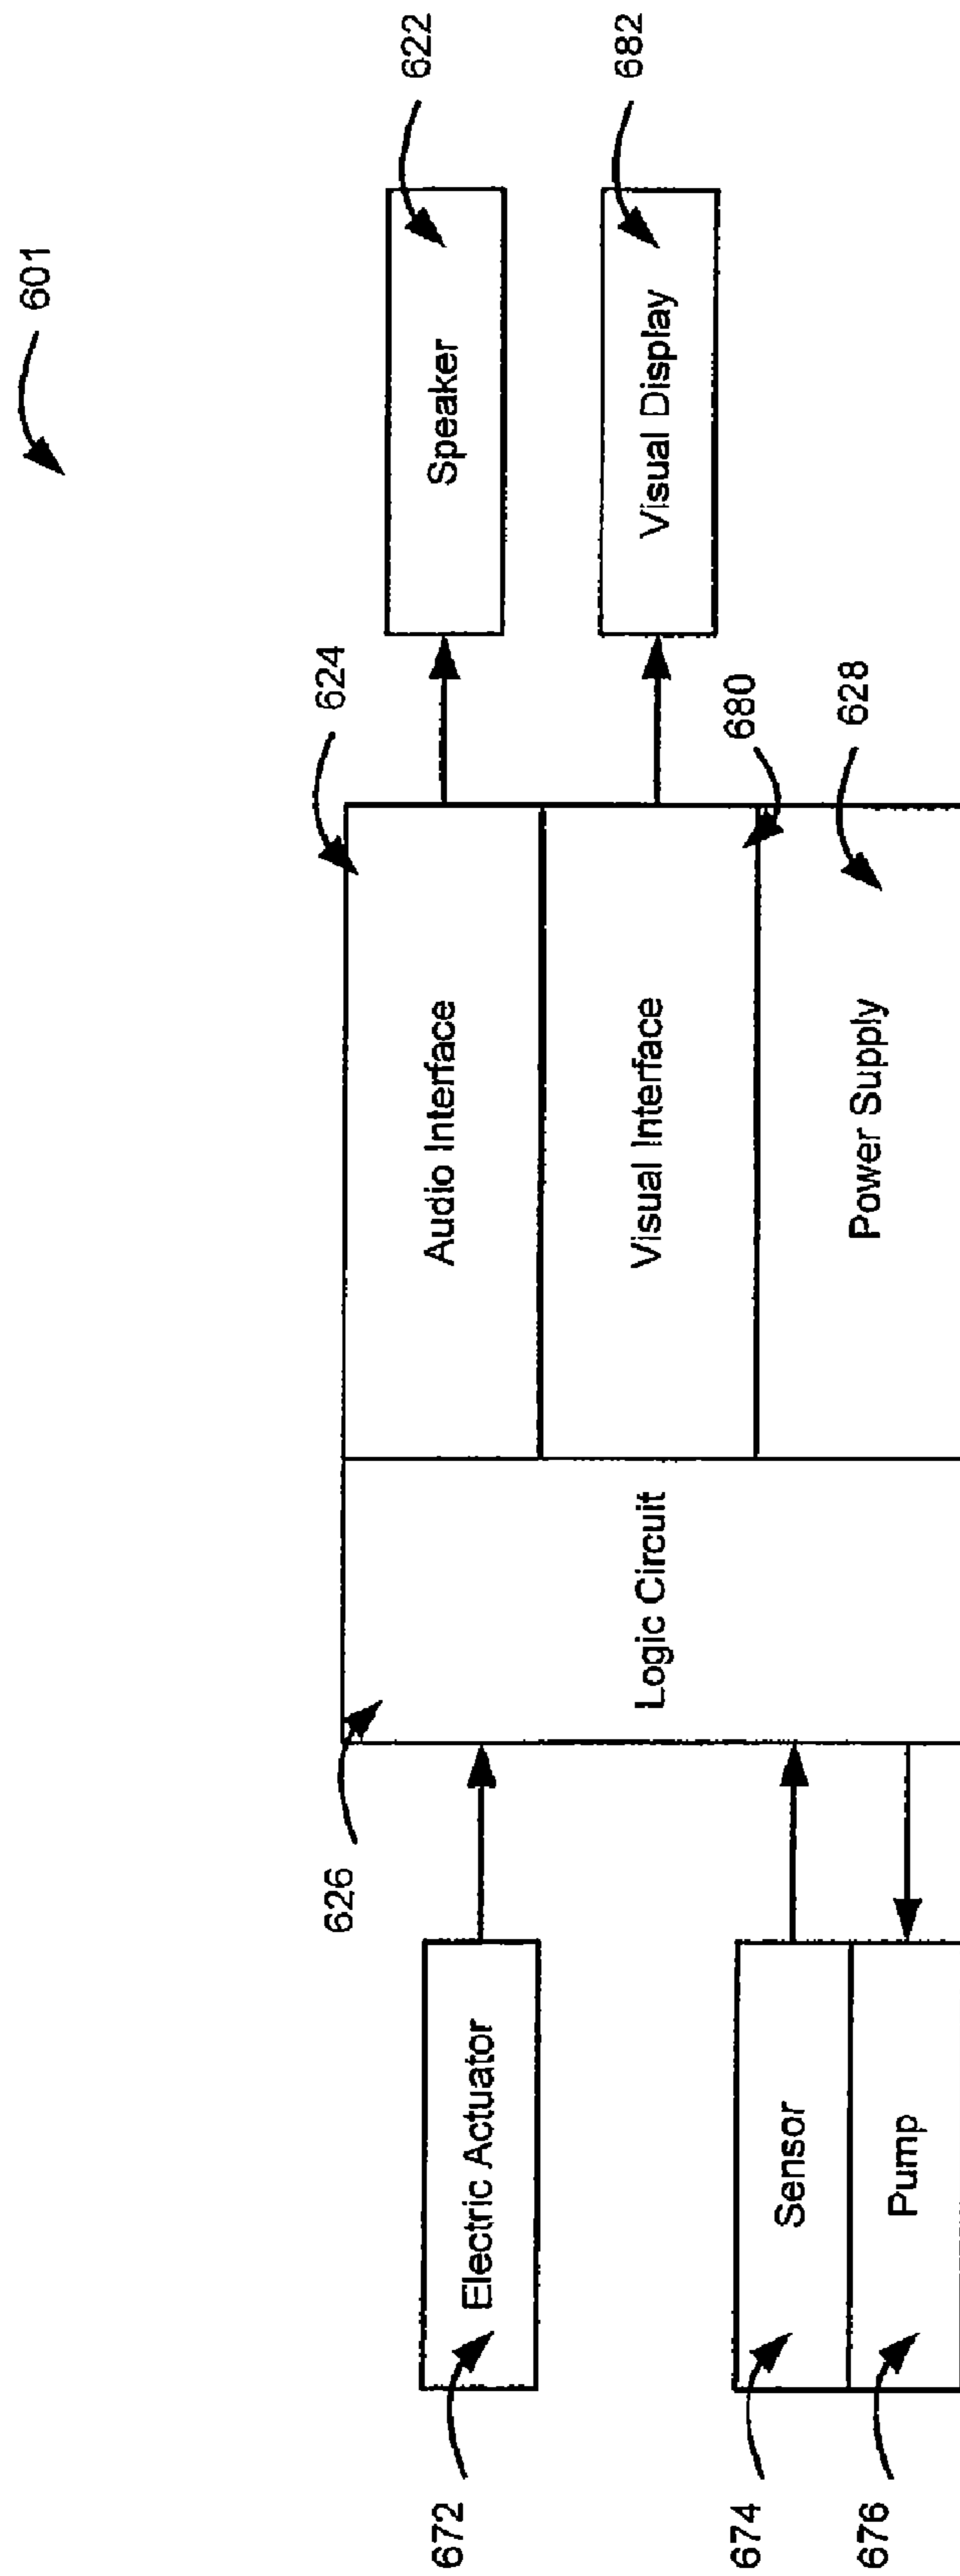 601
626
624
622
Electric Actuator
Audio Interface
Speaker
672
Logic Circuit
Visual Interface
Visual Display
682
674
Sensor
680
676
Pump
Power Supply
628